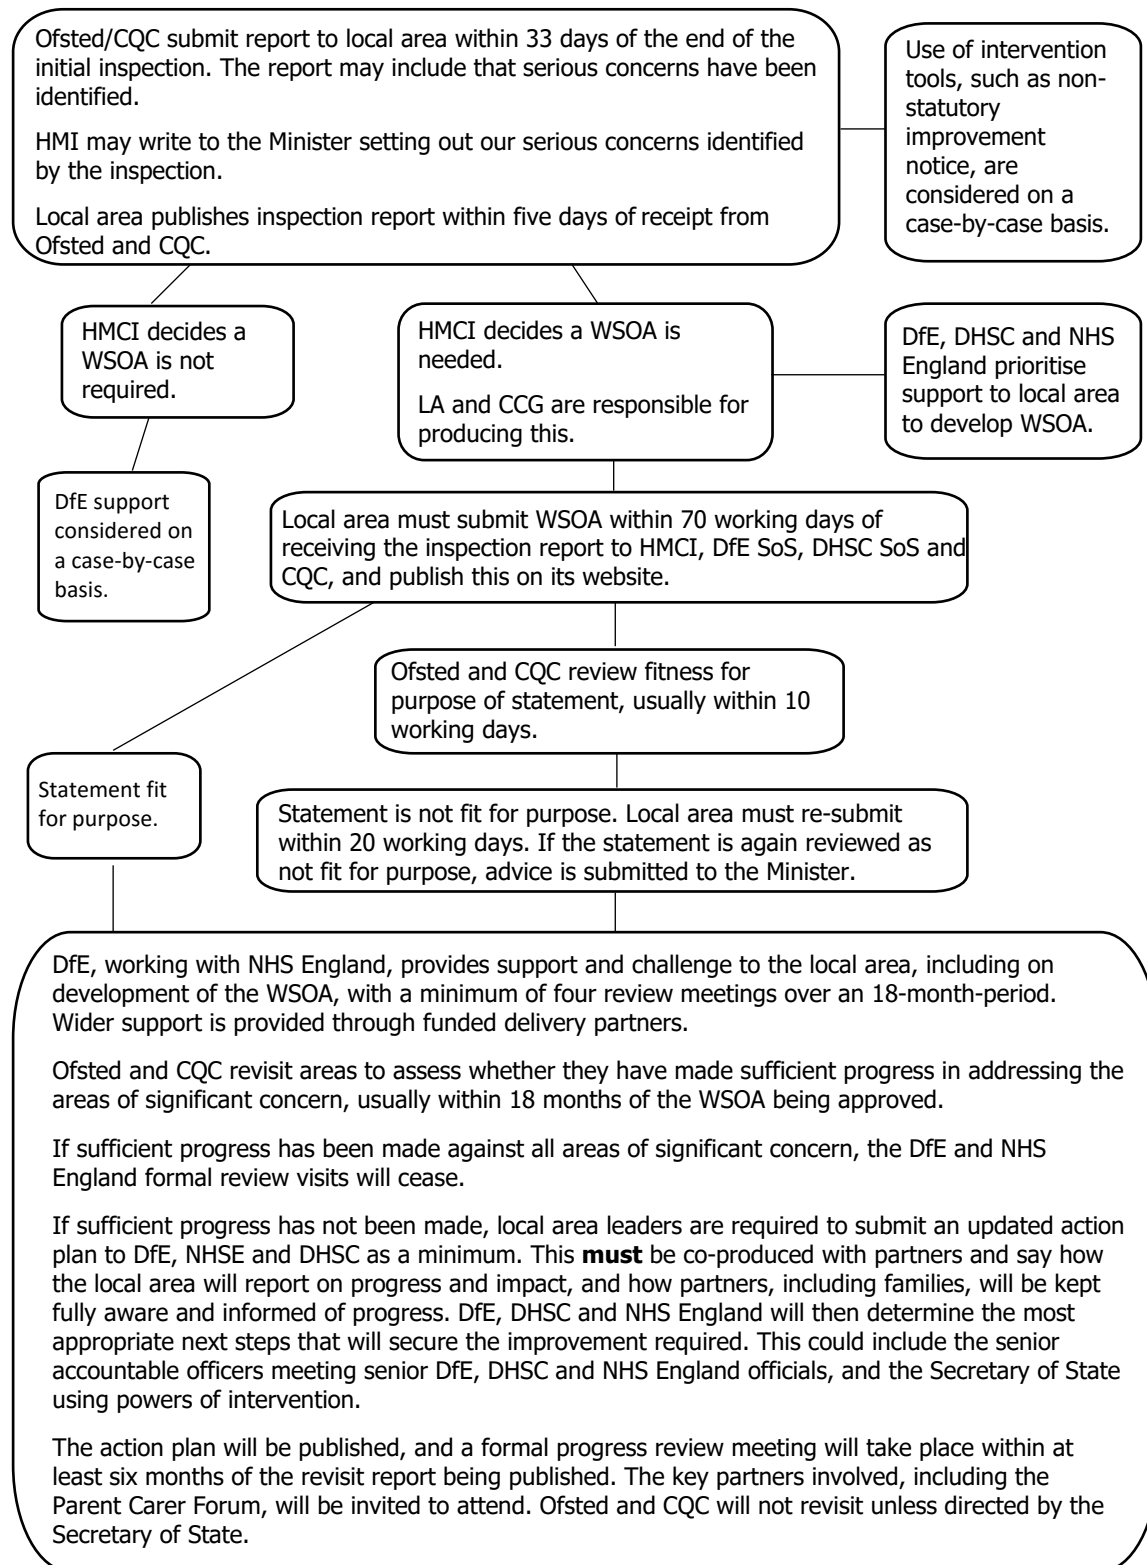 Ofsted/CQC submit report to local area within 33 days of the end of the
initial inspection. The report may include that serious concerns have been
identified.
HMI may write to the Minister setting out our serious concerns identified
by the inspection.
Local area publishes inspection report within five days of receipt from
Ofsted and CQC.
Use of intervention
tools, such as non-
statutory
improvement
notice, are
considered on a
case-by-case basis.
HMCI decides a
WSOA is not
required.
HMCI decides a WSOA is
needed.
LA and CCG are responsible for
producing this.
DfE, DHSC and NHS
England prioritise
support to local area
to develop WSOA.
DfE support
considered on
a case-by-case
basis.
Local area must submit WSOA within 70 working days of
receiving the inspection report to HMCI, DfE SoS, DHSC SoS and
CQC, and publish this on its website.
Ofsted and CQC review fitness for
purpose of statement, usually within 10
working days.
Statement fit
for purpose.
Statement is not fit for purpose. Local area must re-submit
within 20 working days. If the statement is again reviewed as
not fit for purpose, advice is submitted to the Minister.
DfE, working with NHS England, provides support and challenge to the local area, including on
development of the WSOA, with a minimum of four review meetings over an 18-month-period.
Wider support is provided through funded delivery partners.
Ofsted and CQC revisit areas to assess whether they have made sufficient progress in addressing the
areas of significant concern, usually within 18 months of the WSOA being approved.
If sufficient progress has been made against all areas of significant concern, the DfE and NHS
England formal review visits will cease.
If sufficient progress has not been made, local area leaders are required to submit an updated action
plan to DfE, NHSE and DHSC as a minimum. This must be co-produced with partners and say how
the local area will report on progress and impact, and how partners, including families, will be kept
fully aware and informed of progress. DfE, DHSC and NHS England will then determine the most
appropriate next steps that will secure the improvement required. This could include the senior
accountable officers meeting senior DfE, DHSC and NHS England officials, and the Secretary of State
using powers of intervention.
The action plan will be published, and a formal progress review meeting will take place within at
least six months of the revisit report being published. The key partners involved, including the
Parent Carer Forum, will be invited to attend. Ofsted and CQC will not revisit unless directed by the
Secretary of State.